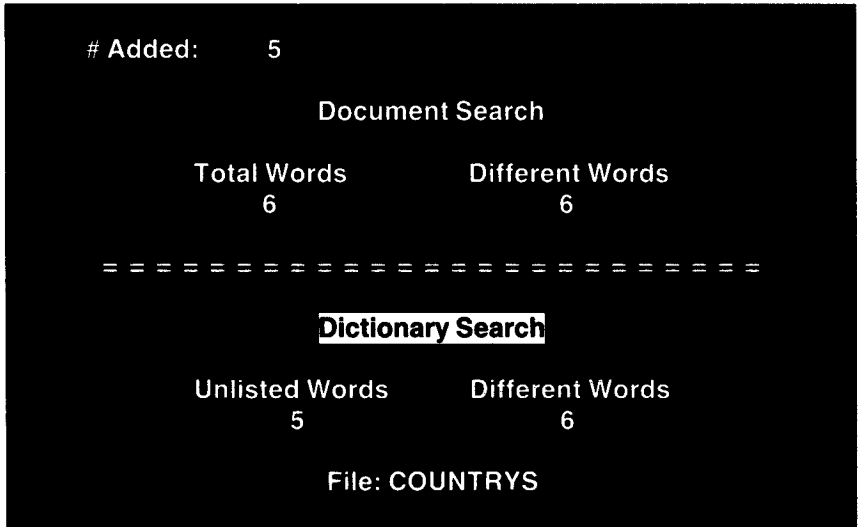 # Added: 5
Document Search
Total Words Different Words
6 6
= = = = = = = = = = = = = = = = = = = = = = = = =
Dictionary Search
Unlisted Words Different Words
5 6
File: COUNTRYS